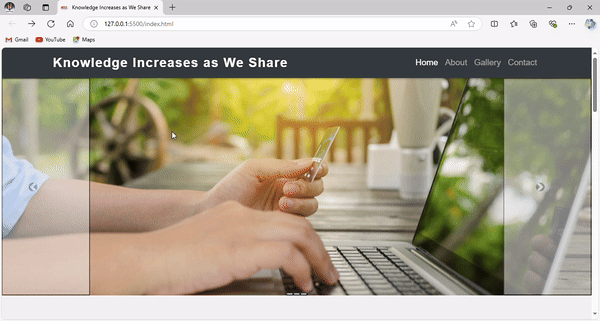 Knowledge Increases as We Share
127.0.0.1:5500/index.html
Gmail YouTube Maps
Knowledge Increases as We Share Home About Gallery Contact